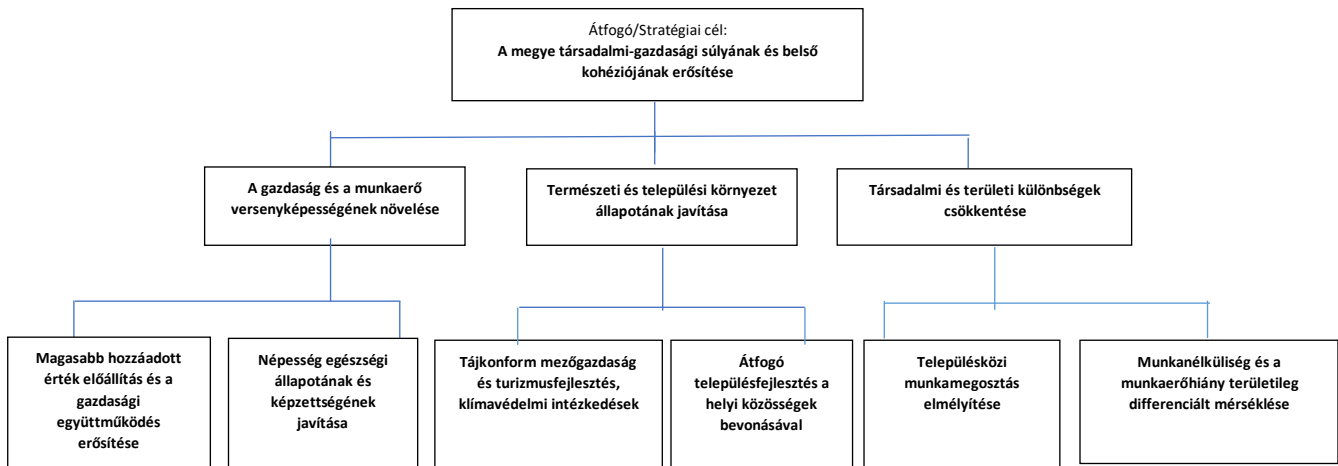 Átfogó/Stratégiai cél:
A megye társadalmi-gazdasági súlyának és belső
kohéziójának erősítése
A gazdaság és a munkaerő
versenyképességének növelése
Természeti és települési környezet
állapotának javítása
Társadalmi és területi különbségek
csökkentése
Magasabb hozzáadott
érték előállítás és a
gazdasági
együttműködés
erősítése
Népesség egészségi
állapotának és
képzettségének
javítása
Tájkonform mezőgazdaság
és turizmusfejlesztés,
klímavédelmi intézkedések
Átfogó
településfejlesztés a
helyi közösségek
bevonásával
Településközi
munkamegosztás
elmélyítése
Munkanélküliség és a
munkaerőhiány területileg
differenciált mérséklése